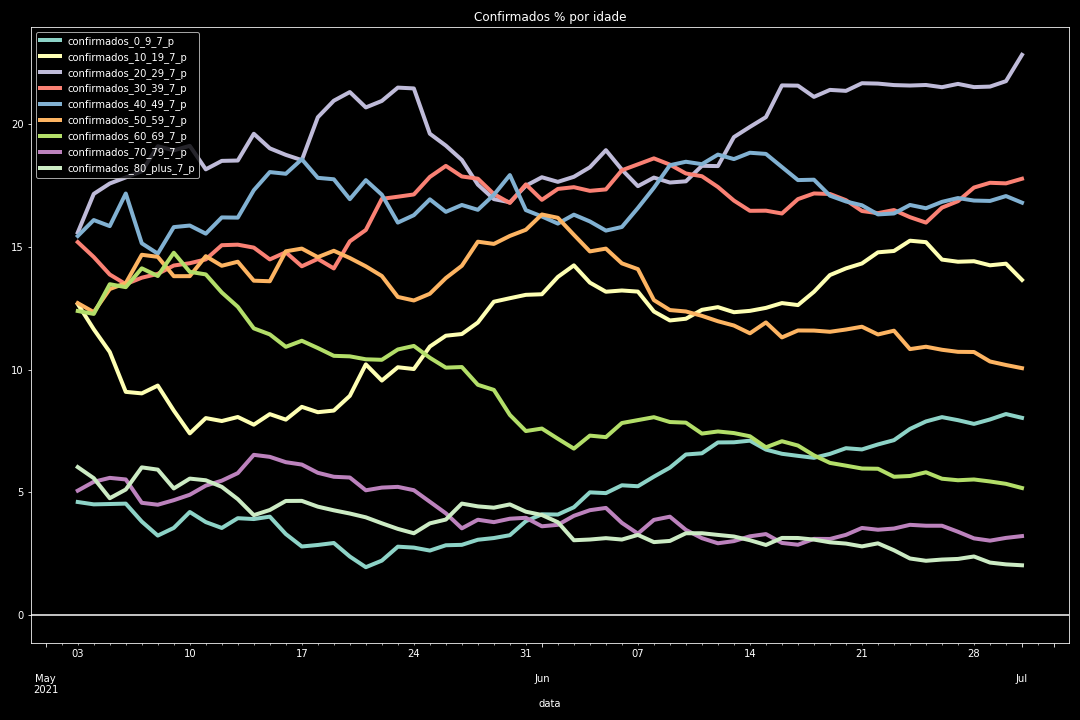 Confirmados % por idade
confirmados_0_9_7_p
confirmados_10_19_7_p
confirmados_20_29_7_p
confirmados_30_39_7_p
confirmados_40_49_7_p
confirmados_50_59_7_p
confirmados_60_69_7_p
confirmados_70_79_7_p
confirmados_80_plus_7_p
20
15
10
5
0
03 10 17 24 31 07 14 21 28
May Jun Jul
2021
data